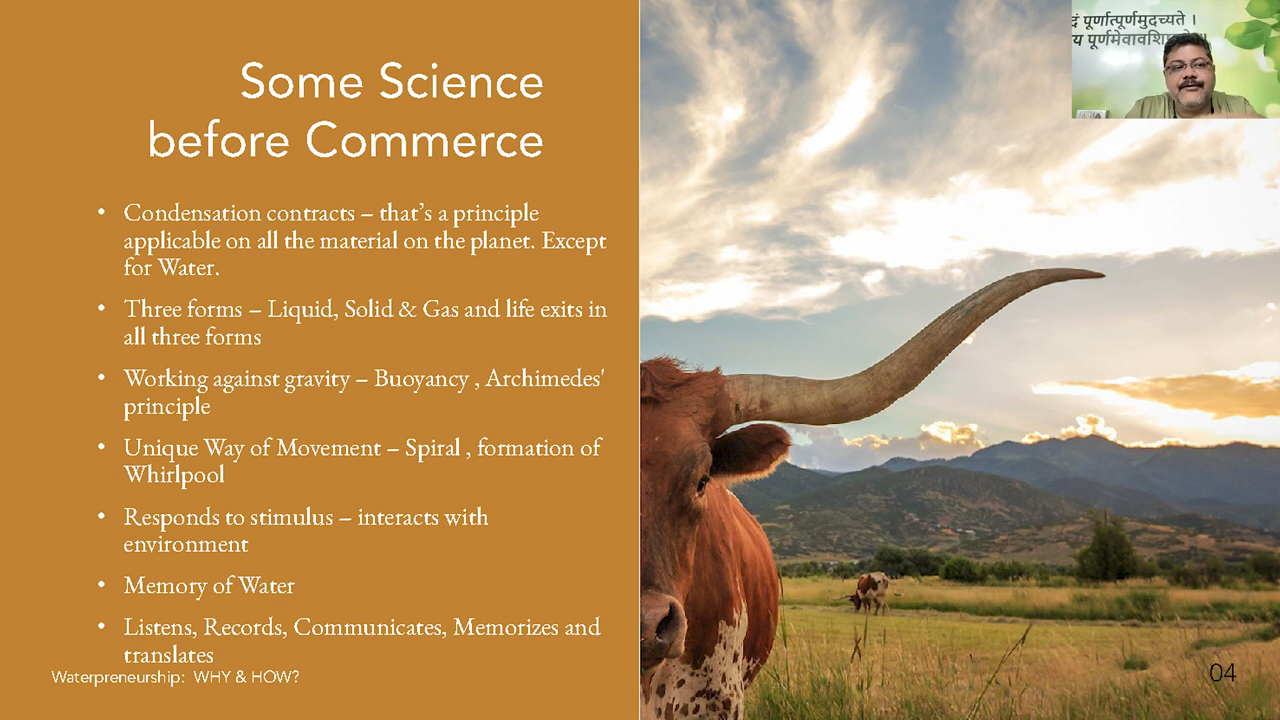 Some Science
before Commerce
• Condensation contracts – that’s a principle
applicable on all the material on the planet. Except
for Water.
• Three forms – Liquid, Solid & Gas and life exits in
all three forms
• Working against gravity – Buoyancy , Archimedes'
principle
• Unique Way of Movement – Spiral , formation of
Whirlpool
• Responds to stimulus – interacts with
environment
• Memory of Water
• Listens, Records, Communicates, Memorizes and
translates
Waterpreneurship: WHY & HOW?
पूर्णात्पूर्णमुदच्यते ।
04